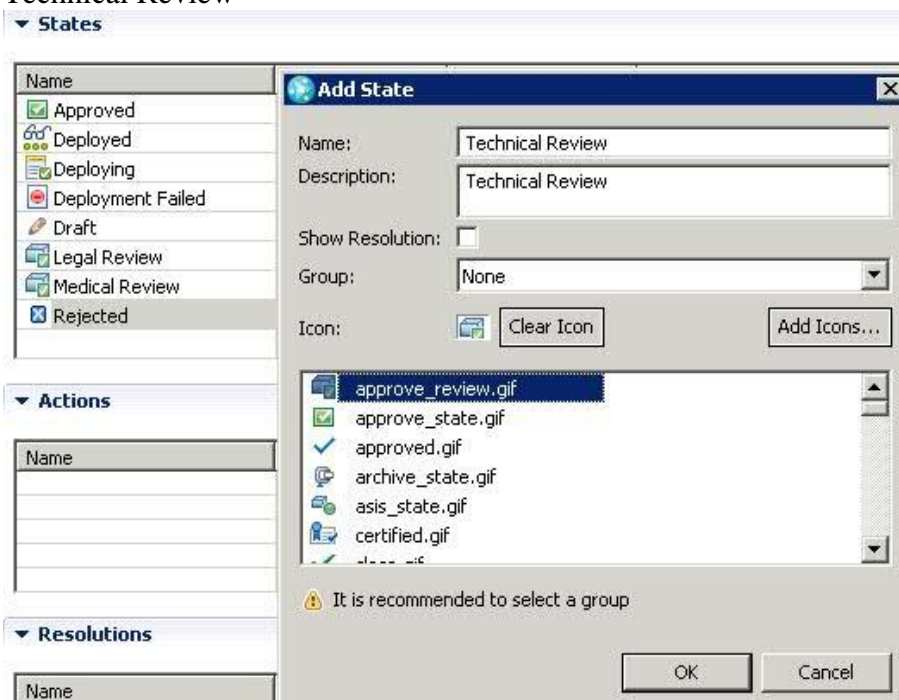 Technical Review
States
Name
Approved
Deployed
Deploying
Deployment Failed
Draft
Legal Review
Medical Review
Rejected
Actions
Name
Resolutions
Name
Add State
Name:
Technical Review
Description:
Technical Review
Show Resolution:
Group:
None
Icon:
Clear Icon
Add Icons...
approve_review.gif
approve_state.gif
approved.gif
archive_state.gif
asis_state.gif
certified.gif
It is recommended to select a group
OK
Cancel